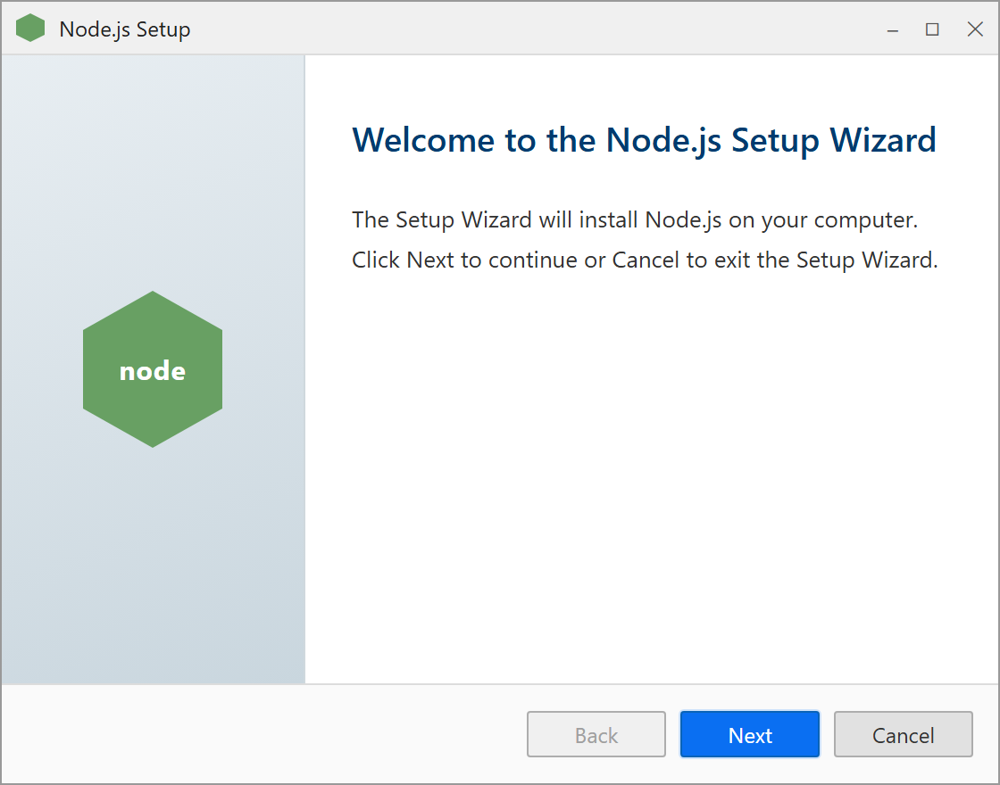 Node.js Setup
Welcome to the Node.js Setup Wizard
The Setup Wizard will install Node.js on your computer.
Click Next to continue or Cancel to exit the Setup Wizard.
node
Back
Next
Cancel